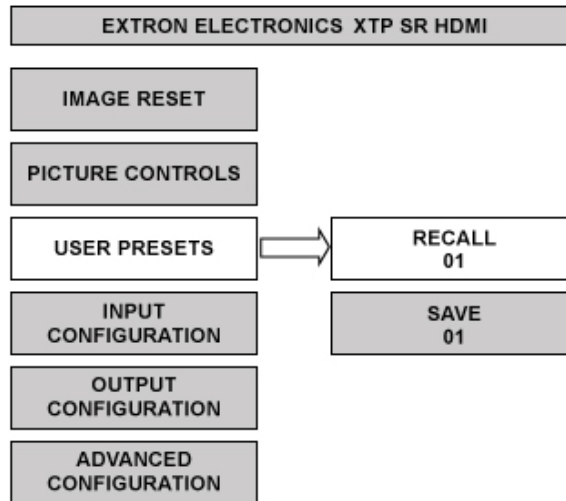 EXTRON ELECTRONICS XTP SR HDMI
IMAGE RESET
PICTURE CONTROLS
USER PRESETS
RECALL
01
INPUT
CONFIGURATION
SAVE
01
OUTPUT
CONFIGURATION
ADVANCED
CONFIGURATION